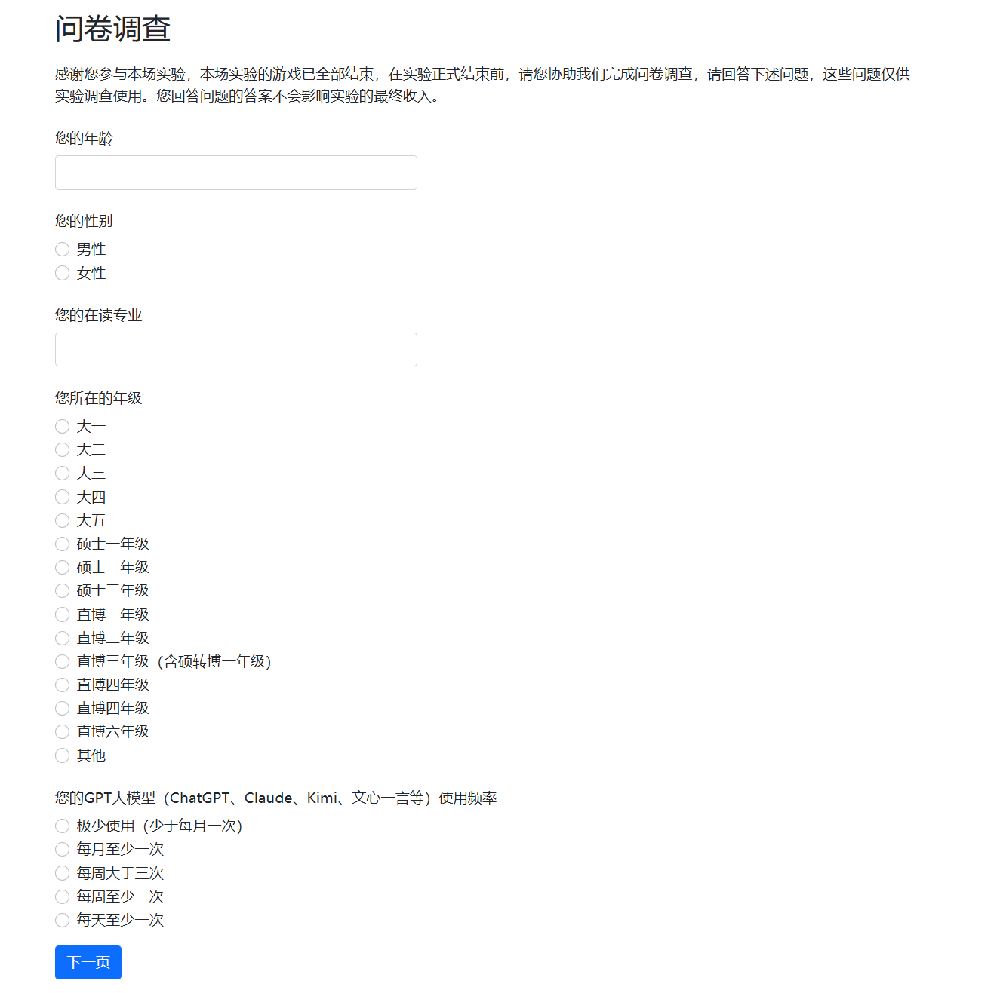 问卷调查
感谢您参与本场实验，本场实验的游戏已全部结束，在实验正式结束前，请您协助我们完成问卷调查，请回答下述问题，这些问题仅供
实验调查使用。您回答问题的答案不会影响实验的最终收入。
您的年龄
您的性别
男性
女性
您的在读专业
您所在的年级
大一
大二
大三
大四
大五
硕士一年级
硕士二年级
硕士三年级
直博一年级
直博二年级
直博三年级（含硕转博一年级）
直博四年级
直博四年级
直博六年级
其他
您的GPT大模型（ChatGPT、Claude、Kimi、文心一言等）使用频率
极少使用（少于每月一次）
每月至少一次
每周大于三次
每周至少一次
每天至少一次
下一页